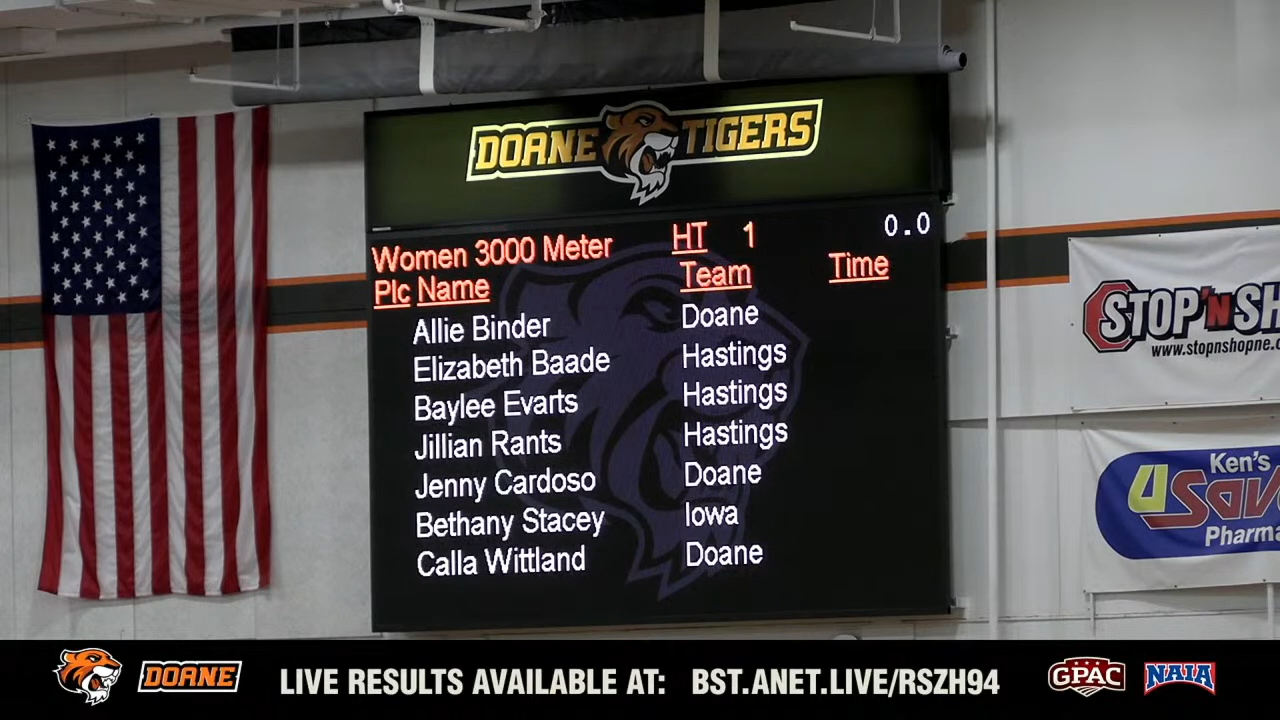 DOANE TIGERS
Women 3000 Meter HT 1 0.0
Plc Name Team Time
Allie Binder Doane
Elizabeth Baade Hastings
Baylee Evarts Hastings
Jillian Rants Hastings
Jenny Cardoso Doane
Bethany Stacey Iowa
Calla Wittland Doane
STOP'N SH
www.stopnshopne.c
Ken's
USav
Pharma
DOANE LIVE RESULTS AVAILABLE AT: BST.ANET.LIVE/RSZH94 GPAC NAIA